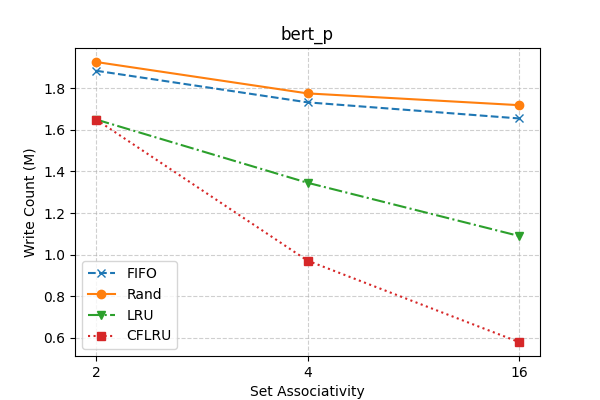 bert_p
Write Count (M)
1.8
1.6
1.4
1.2
1.0
0.8
0.6
FIFO
Rand
LRU
CFLRU
2
4
16
Set Associativity